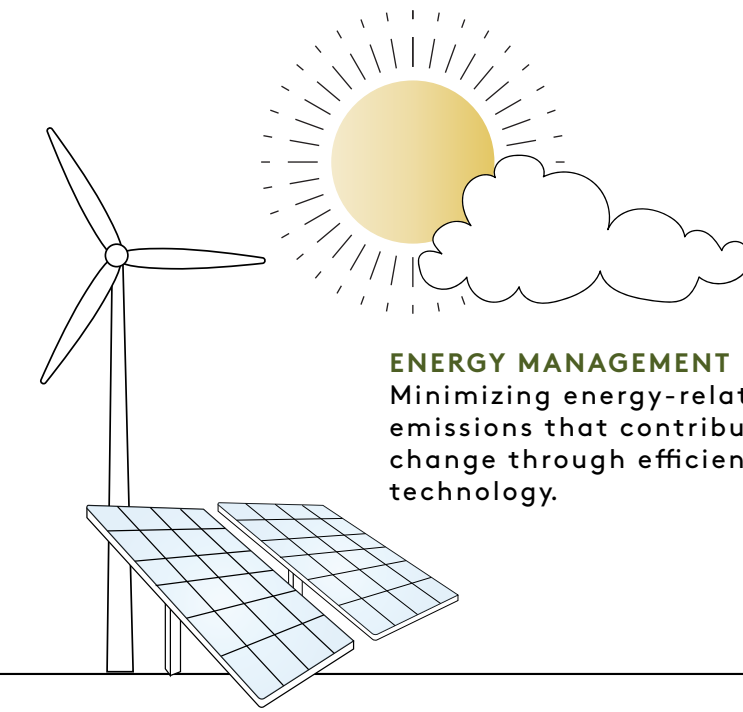 ENERGY MANAGEMENT
Minimizing energy-relat
emissions that contribu
change through efficien
technology.